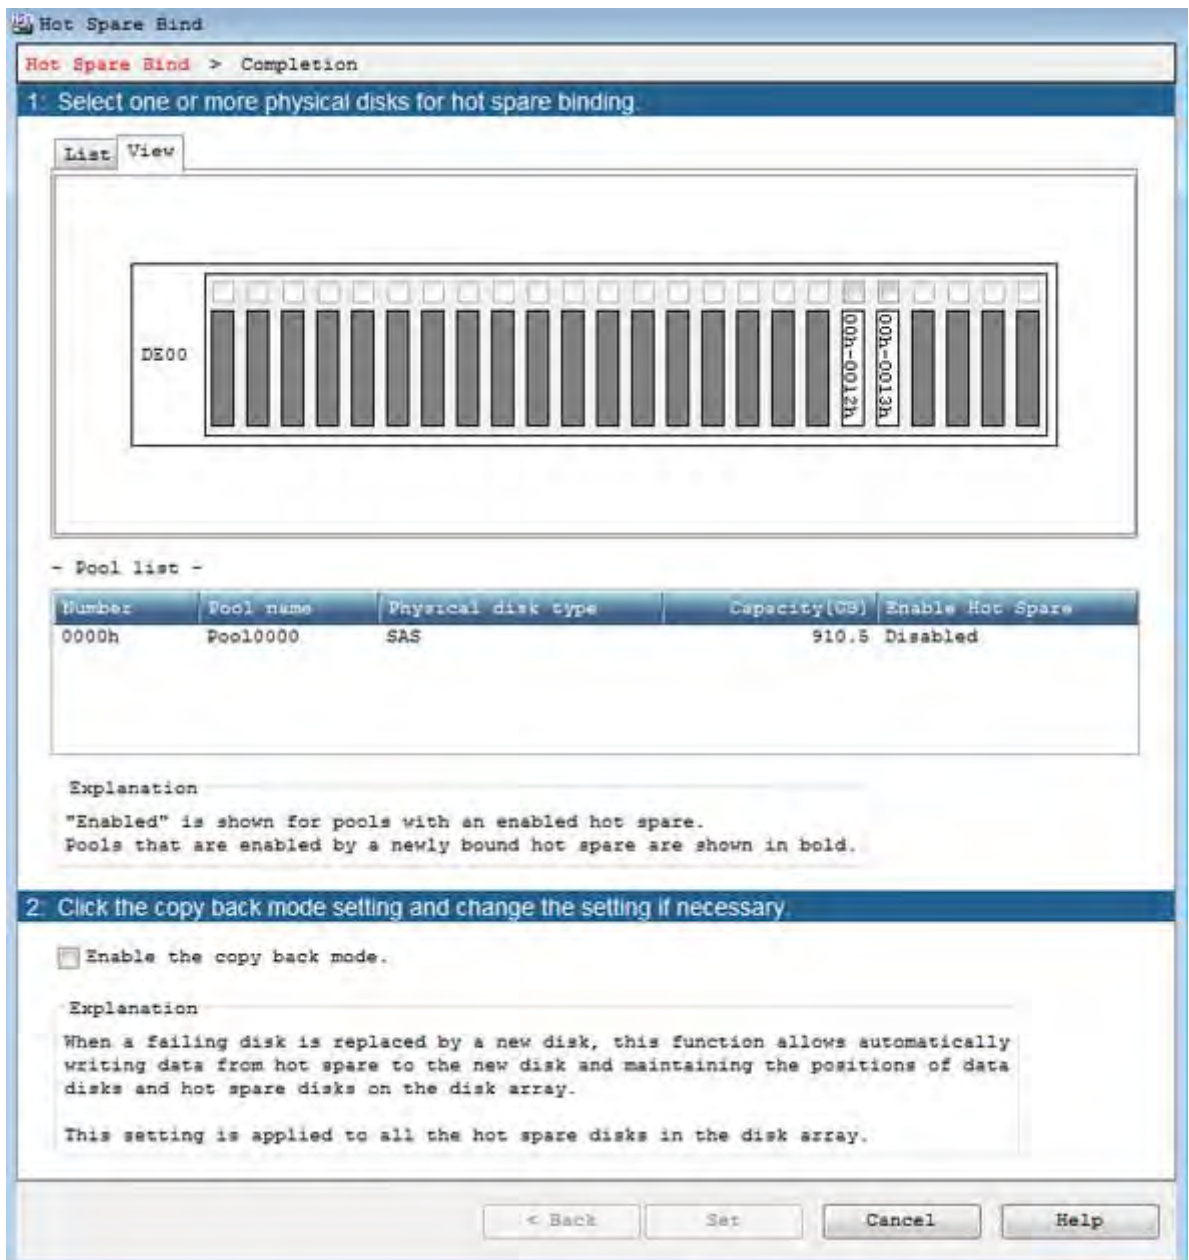 Hot Spare Bind
Hot Spare Bind > Completion
1: Select one or more physical disks for hot spare binding.
List View
DE00
00h-0012h
00h-0013h
- Pool list -
Number Pool name Physical disk type Capacity[GB] Enable Hot Spare
0000h Pool0000 SAS 910.5 Disabled
Explanation
"Enabled" is shown for pools with an enabled hot spare.
Pools that are enabled by a newly bound hot spare are shown in bold.
2: Click the copy back mode setting and change the setting if necessary.
Enable the copy back mode.
Explanation
When a failing disk is replaced by a new disk, this function allows automatically
writing data from hot spare to the new disk and maintaining the positions of data
disks and hot spare disks on the disk array.
This setting is applied to all the hot spare disks in the disk array.
< Back Set Cancel Help